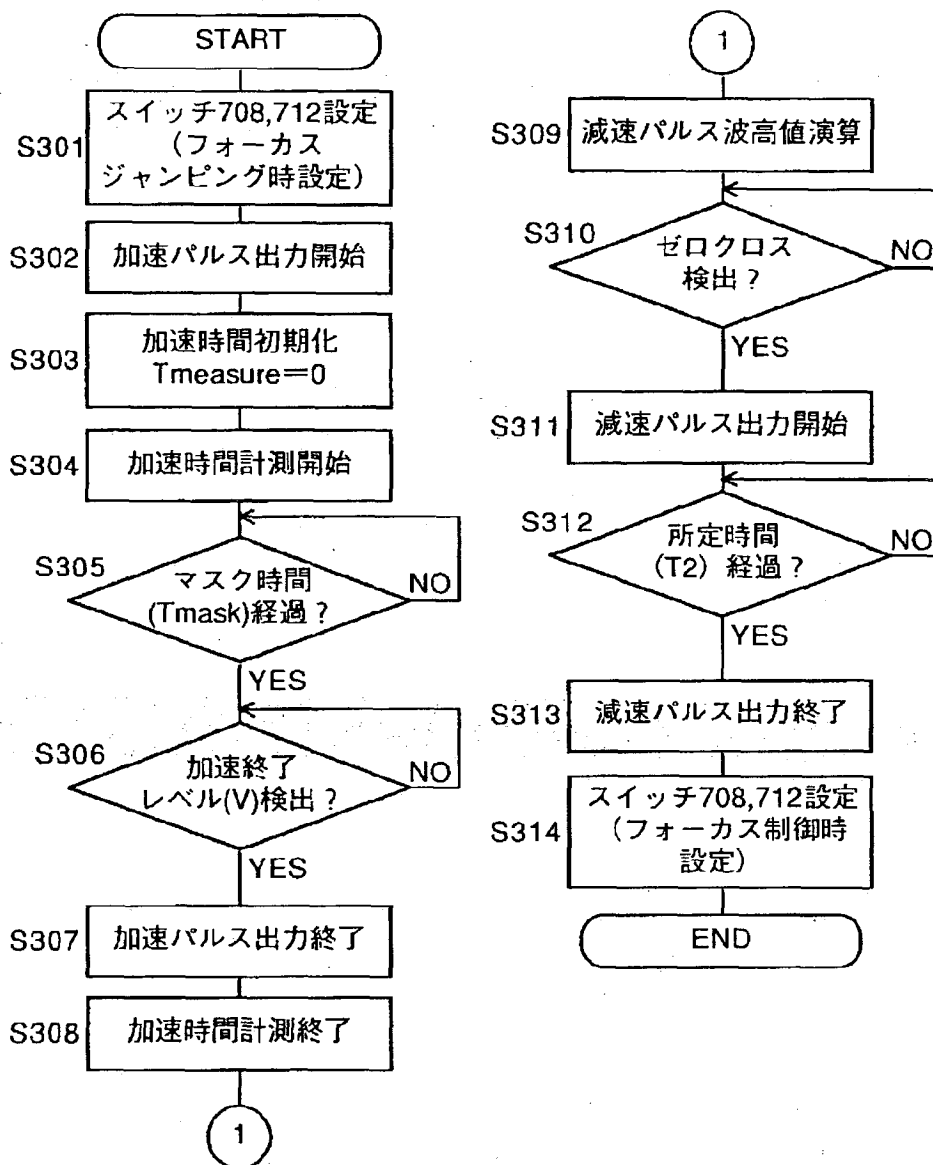 START
S301
スイッチ708,712設定
(フォーカス
ジャンピング時設定)
S302
加速パルス出力開始
S303
加速時間初期化
Tmeasure=0
S304
加速時間計測開始
S305
マスク時間
(Tmask)経過?
NO
YES
S306
加速終了
レベル(V)検出?
NO
YES
S307
加速パルス出力終了
S308
加速時間計測終了
1
1
S309
減速パルス波高値演算
S310
ゼロクロス
検出?
NO
YES
S311
減速パルス出力開始
S312
所定時間
(T2)経過?
NO
YES
S313
減速パルス出力終了
S314
スイッチ708,712設定
(フォーカス制御時
設定)
END